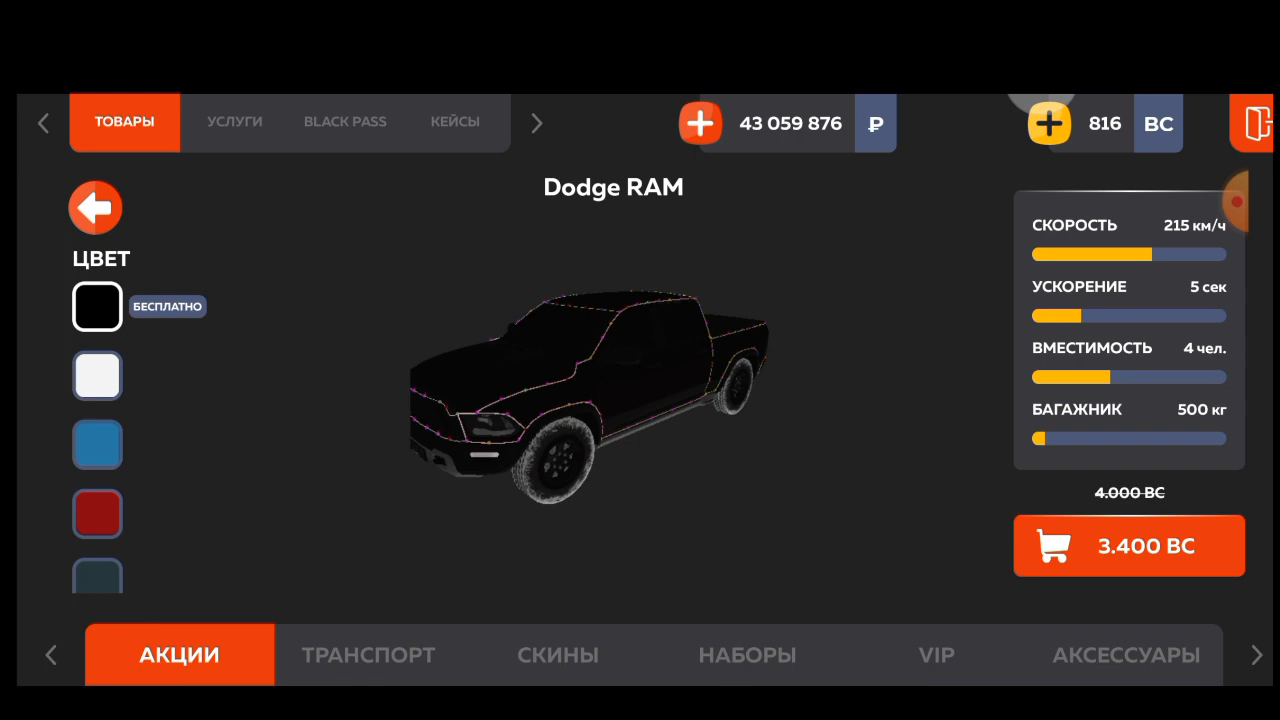 ТОВАРЫ УСЛУГИ BLACK PASS КЕЙСЫ 43 059 876 ₽ 816 BC
Dodge RAM
ЦВЕТ
БЕСПЛАТНО
СКОРОСТЬ 215 км/ч
УСКОРЕНИЕ 5 сек
ВМЕСТИМОСТЬ 4 чел.
БАГАЖНИК 500 кг
4.000 BC
3.400 BC
АКЦИИ ТРАНСПОРТ СКИНЫ НАБОРЫ VIP АКСЕССУАРЫ